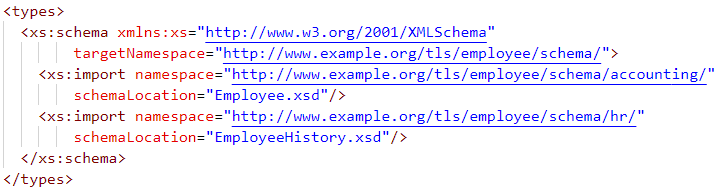 <types>
<xs:schema xmlns:xs="http://www.w3.org/2001/XMLSchema"
targetNamespace="http://www.example.org/tls/employee/schema/">
<xs:import namespace="http://www.example.org/tls/employee/schema/accounting/"
schemaLocation="Employee.xsd"/>
<xs:import namespace="http://www.example.org/tls/employee/schema/hr/"
schemaLocation="EmployeeHistory.xsd"/>
</xs:schema>
</types>